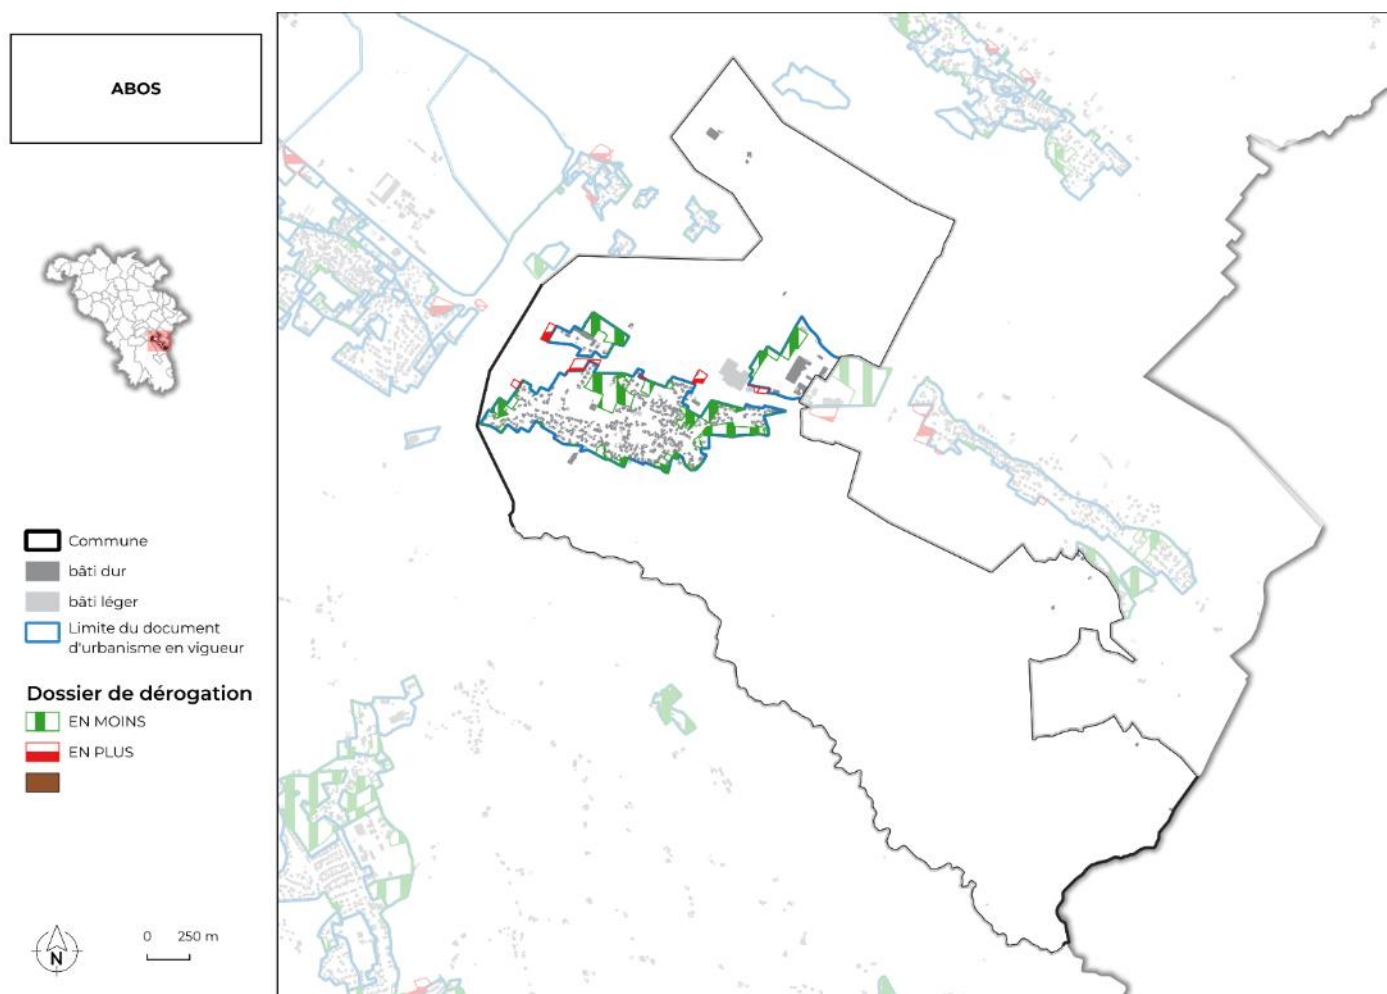 ABOS
Commune
bâti dur
bâti léger
Limite du document
d'urbanisme en vigueur
Dossier de dérogation
EN MOINS
EN PLUS
N
0 250 m